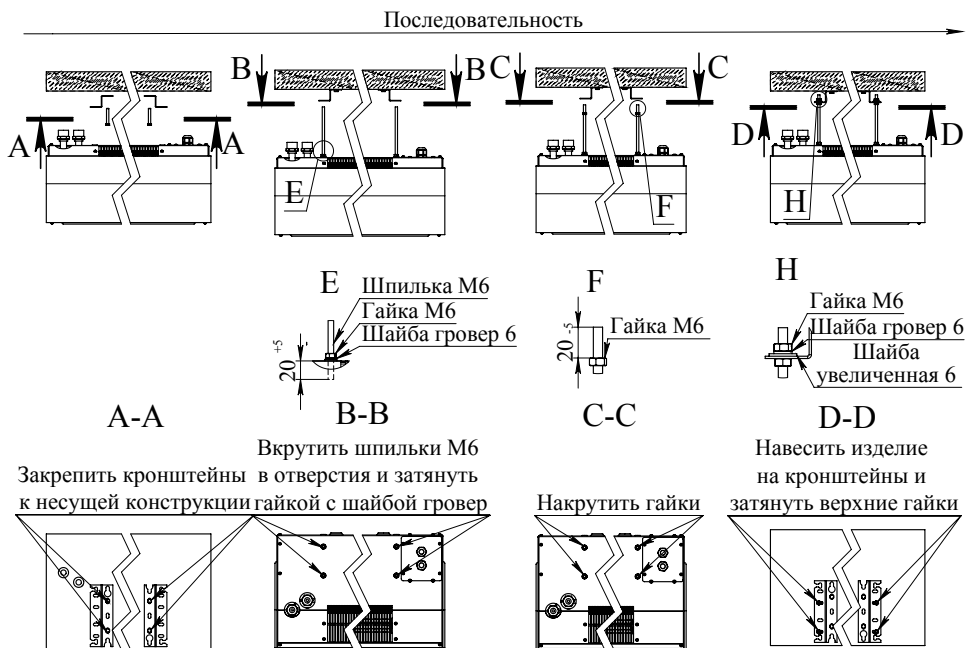 Последовательность
B B C C
A A D D
E F H
E
Шпилька М6
Гайка М6
Шайба гровер 6
20 +5 -
F
Гайка М6
20 -5
H
Гайка М6
Шайба гровер 6
Шайба
увеличенная 6
A-A
Закрепить кронштейны
к несущей конструкции
B-B
Вкрутить шпильки М6
в отверстия и затянуть
гайкой с шайбой гровер
C-C
Накрутить гайки
D-D
Навесить изделие
на кронштейны и
затянуть верхние гайки